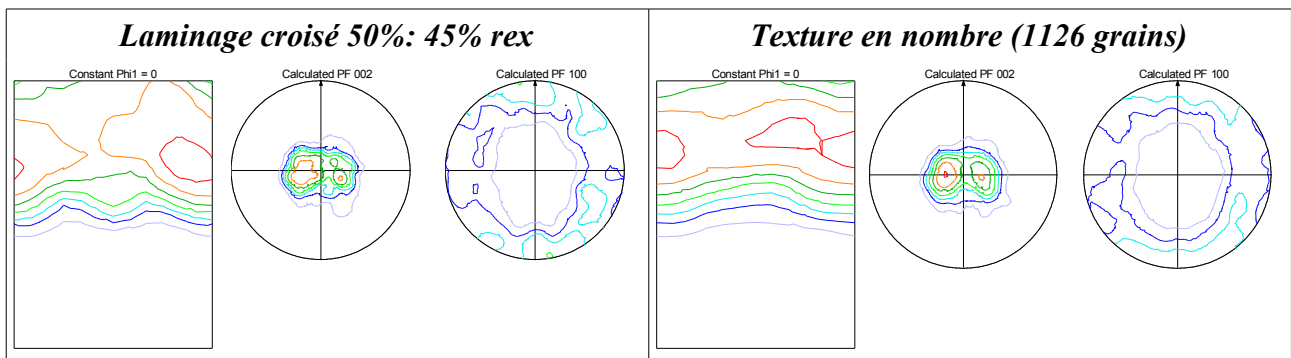 Laminage croisé 50%: 45% rex
Constant Phi1 = 0
Calculated PF 002
Calculated PF 100
Texture en nombre (1126 grains)
Constant Phi1 = 0
Calculated PF 002
Calculated PF 100